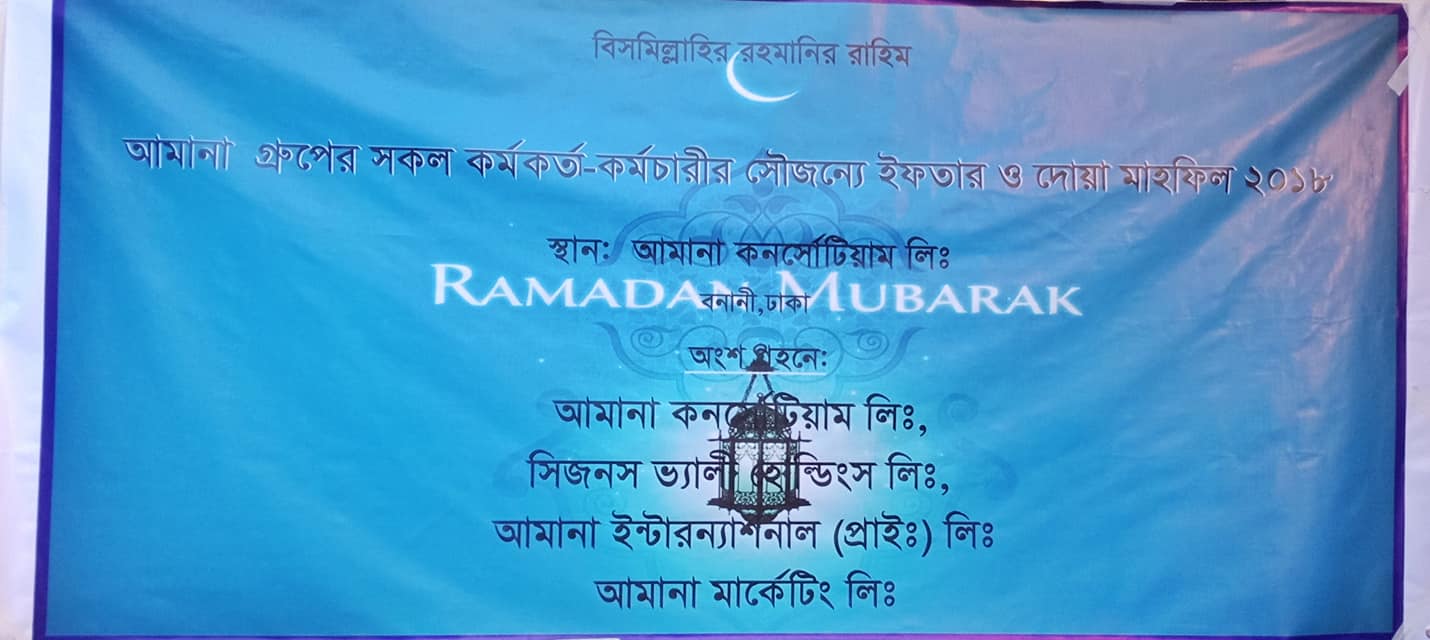 বিসমিল্লাহির রহমানির রাহিম
আমানা গ্রুপের সকল কর্মকর্তা-কর্মচারীর সৌজন্যে ইফতার ও দোয়া মাহফিল ২০১৮
স্থান: আমানা কনর্সোটিয়াম লিঃ
RAMADAN MUBARAK
বনানী,ঢাকা
অংশ গ্রহনে:
আমানা কনর্সোটিয়াম লিঃ,
সিজনস ভ্যালী হোল্ডিংস লিঃ,
আমানা ইন্টারন্যাশনাল (প্রাইঃ) লিঃ
আমানা মার্কেটিং লিঃ